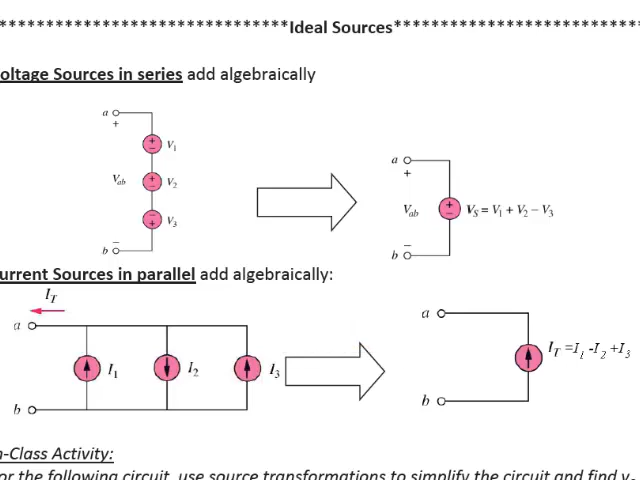 *******************************Ideal Sources****************************
oltage Sources in series add algebraically
a
+
V1
Vab
V2
V3
−
b
a
+
Vab
VS = V1 + V2 − V3
−
b
urrent Sources in parallel add algebraically:
IT
a
I1
I2
I3
b
a
IT =I1 -I2 +I3
b
n-Class Activity:
or the following circuit, use source transformations to simplify the circuit and find